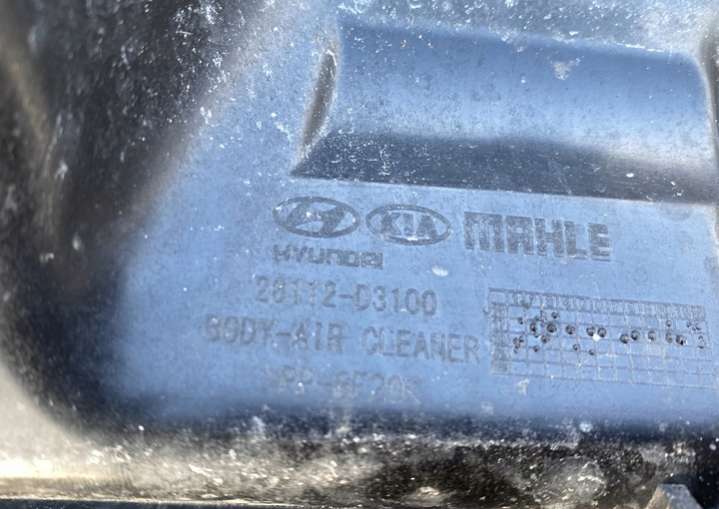 KIA MAHLE
HYUNDAI
28112-D3100
BODY-AIR CLEANER